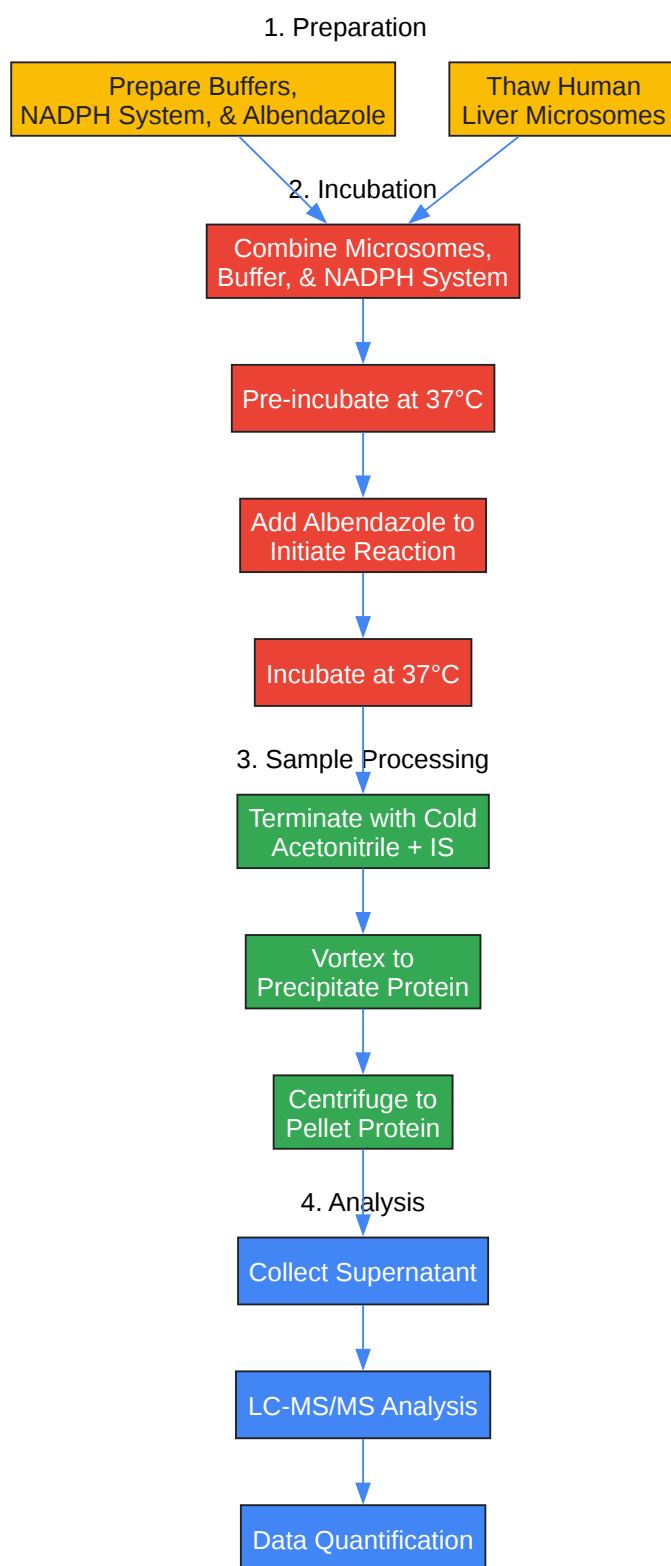 1. Preparation
Prepare Buffers,
NADPH System, & Albendazole
Thaw Human
Liver Microsomes
2. Incubation
Combine Microsomes,
Buffer, & NADPH System
Pre-incubate at 37°C
Add Albendazole to
Initiate Reaction
Incubate at 37°C
3. Sample Processing
Terminate with Cold
Acetonitrile + IS
Vortex to
Precipitate Protein
Centrifuge to
Pellet Protein
4. Analysis
Collect Supernatant
LC-MS/MS Analysis
Data Quantification